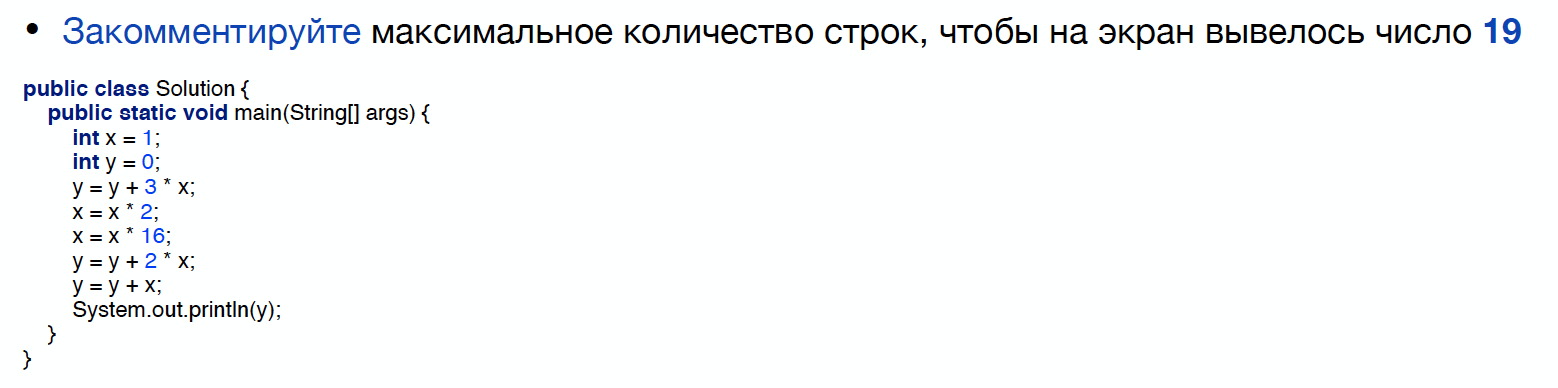 • Закомментируйте максимальное количество строк, чтобы на экран вывелось число 19
public class Solution {
public static void main(String[] args) {
int x = 1;
int y = 0;
y = y + 3 * x;
x = x * 2;
x = x * 16;
y = y + 2 * x;
y = y + x;
System.out.println(y);
}
}